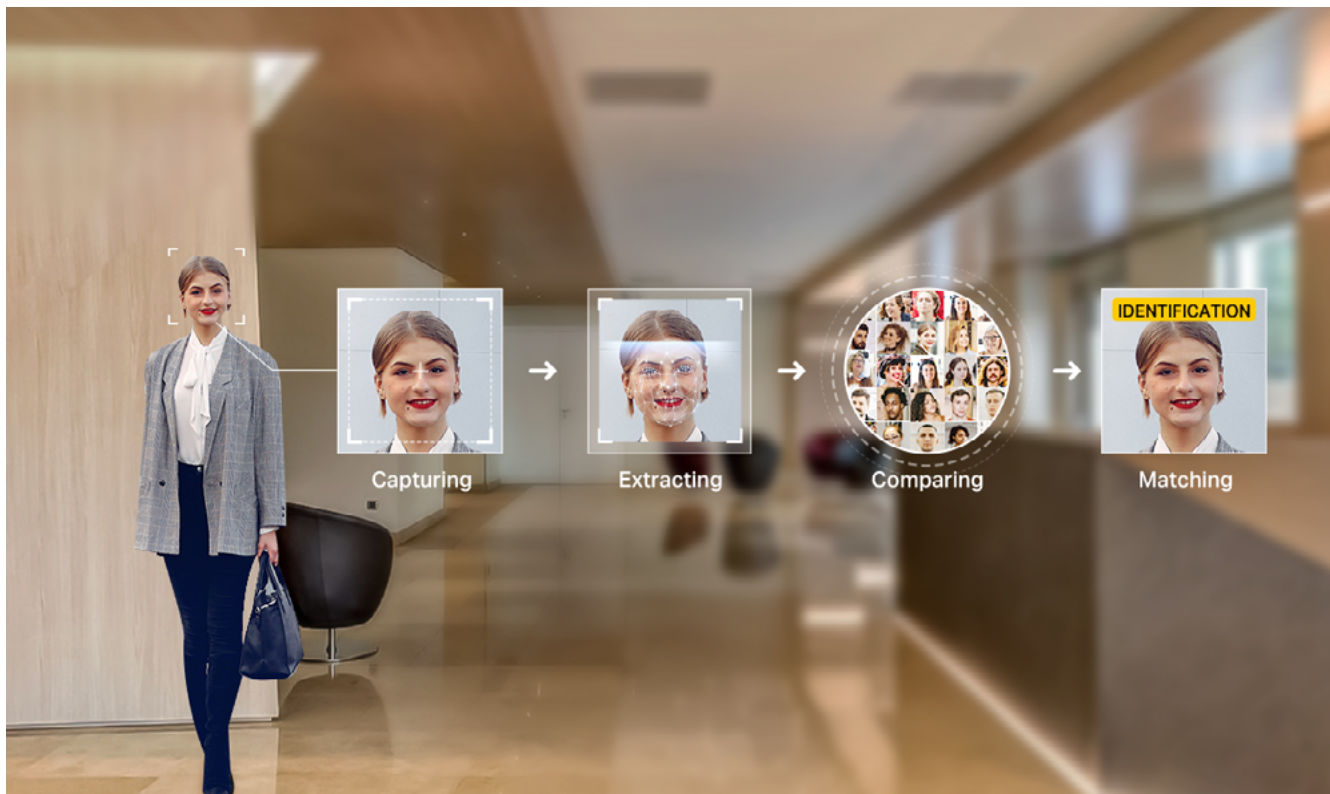 IDENTIFICATION
Capturing
Extracting
Comparing
Matching